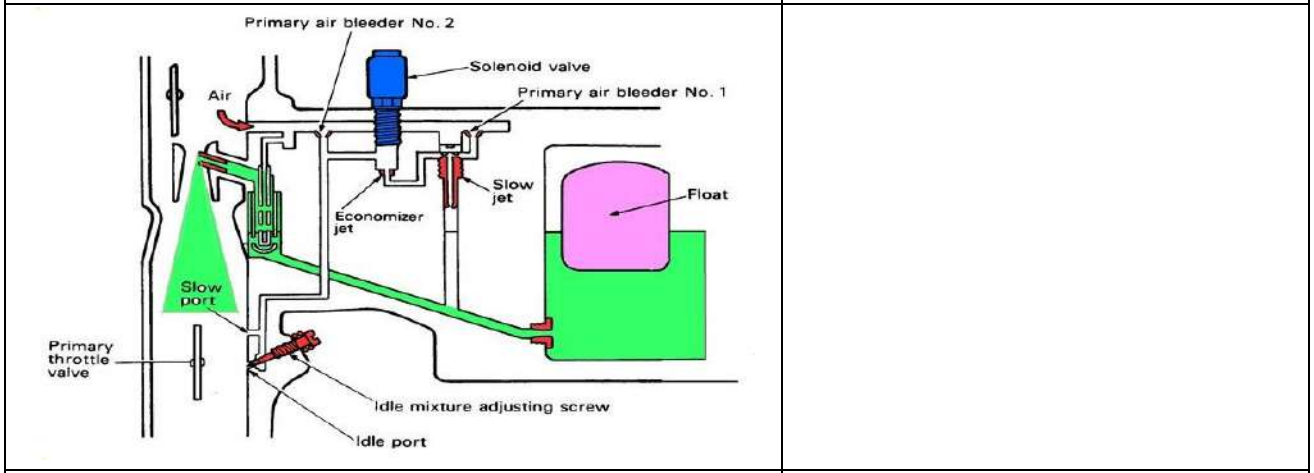 Primary air bleeder No. 2
Solenoid valve
Primary air bleeder No. 1
Air
Slow
jet
Float
Economizer
jet
Slow
port
Primary
throttle
valve
Idle mixture adjusting screw
Idle port